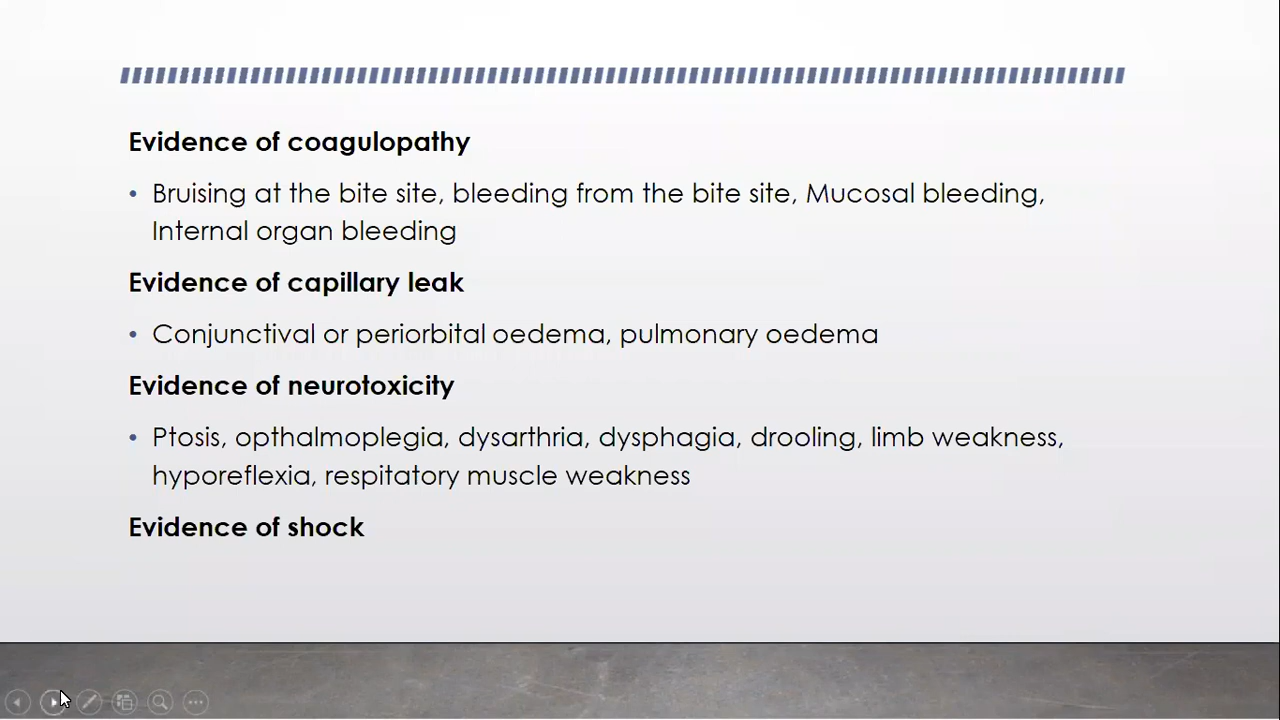 Evidence of coagulopathy
• Bruising at the bite site, bleeding from the bite site, Mucosal bleeding,
Internal organ bleeding
Evidence of capillary leak
• Conjunctival or periorbital oedema, pulmonary oedema
Evidence of neurotoxicity
• Ptosis, opthalmoplegia, dysarthria, dysphagia, drooling, limb weakness,
hyporeflexia, respitatory muscle weakness
Evidence of shock